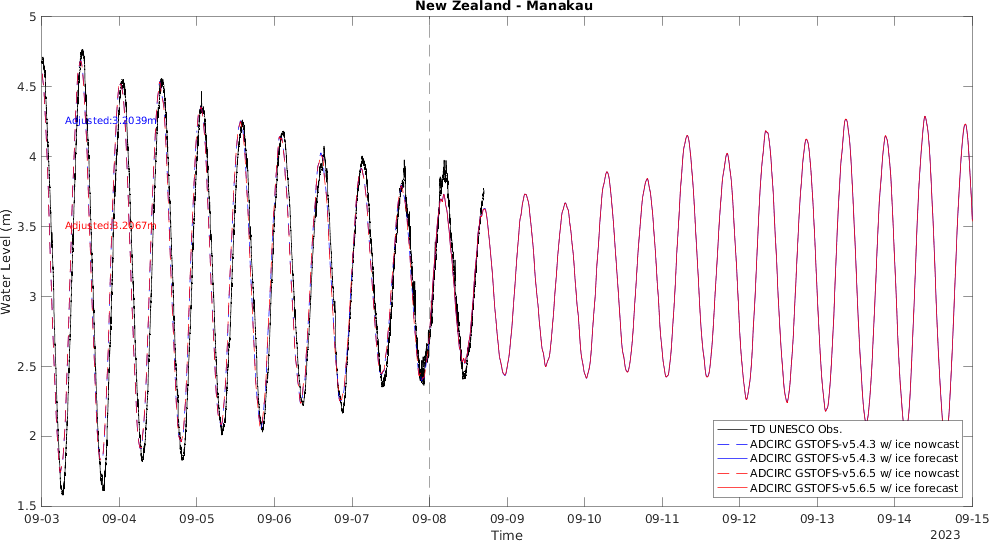 New Zealand - Manakau
5
4.5
4
3.5
3
2.5
2
1.5
Water Level (m)
Adjusted:3.2039m
Adjusted:3.2967m
TD UNESCO Obs.
ADCIRC GSTOFS-v5.4.3 w/ ice nowcast
ADCIRC GSTOFS-v5.4.3 w/ ice forecast
ADCIRC GSTOFS-v5.6.5 w/ ice nowcast
ADCIRC GSTOFS-v5.6.5 w/ ice forecast
09-03 09-04 09-05 09-06 09-07 09-08 09-09 09-10 09-11 09-12 09-13 09-14 09-15
Time
2023